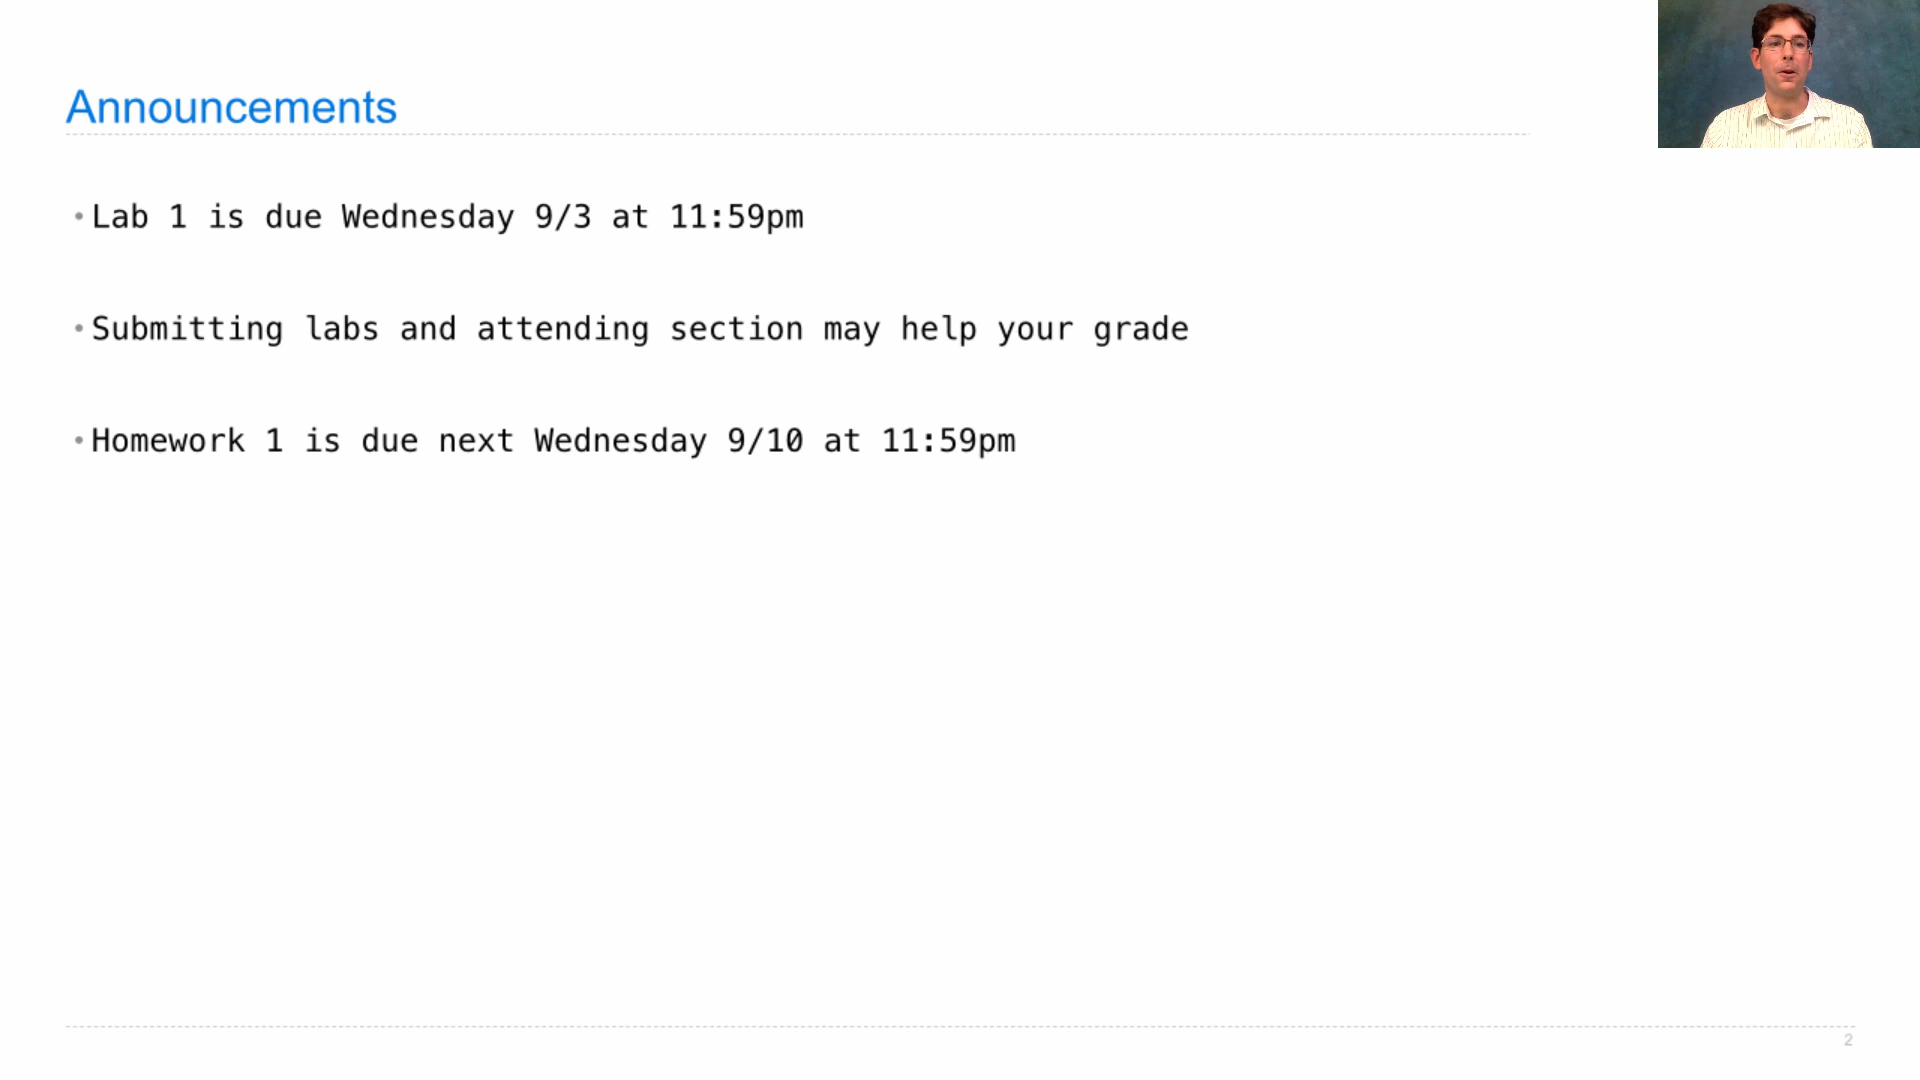 Announcements
•Lab 1 is due Wednesday 9/3 at 11:59pm
•Submitting labs and attending section may help your grade
•Homework 1 is due next Wednesday 9/10 at 11:59pm
2